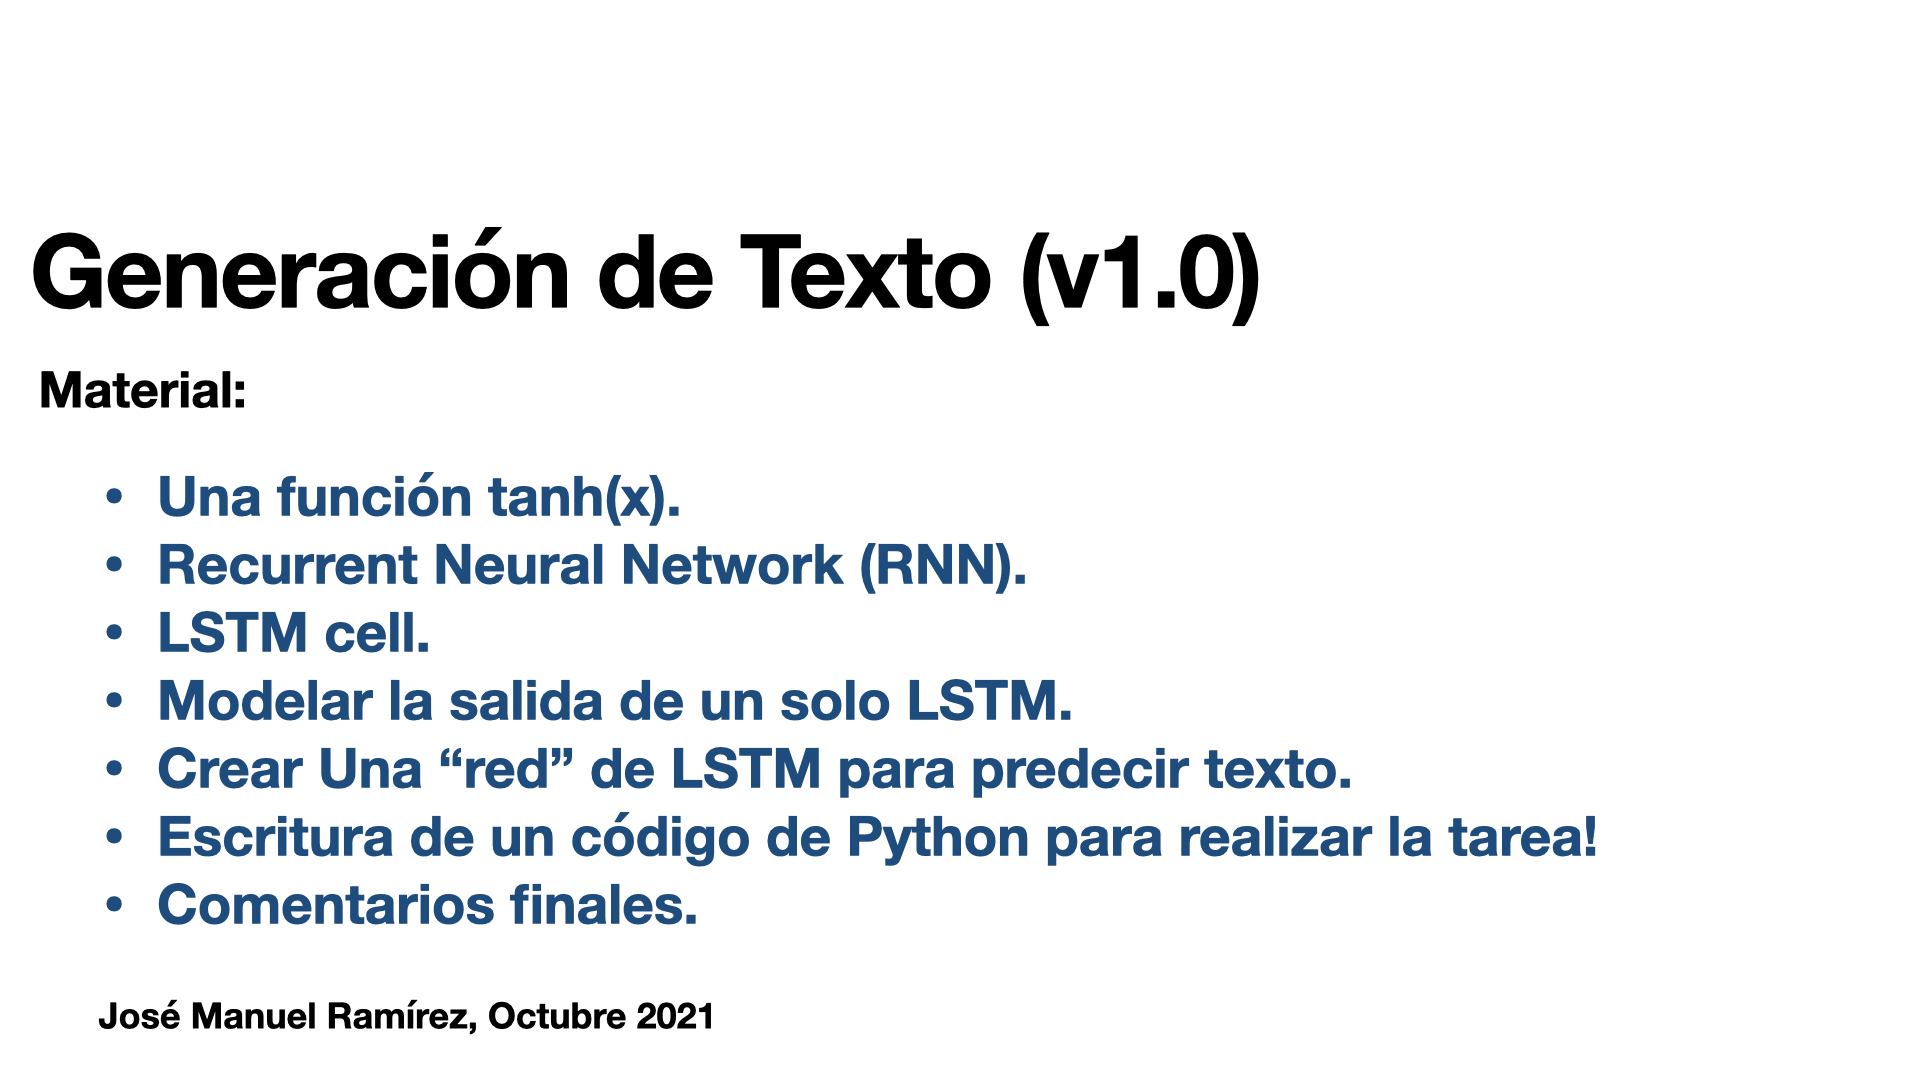 Generación de Texto (v1.0)
Material:
• Una función tanh(x).
• Recurrent Neural Network (RNN).
• LSTM cell.
• Modelar la salida de un solo LSTM.
• Crear Una “red” de LSTM para predecir texto.
• Escritura de un código de Python para realizar la tarea!
• Comentarios finales.
José Manuel Ramírez, Octubre 2021